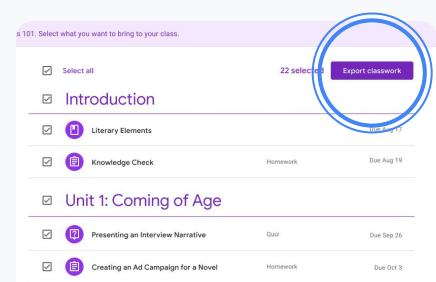 s 101. Select what you want to bring to your class.
Select all 22 selected Export classwork
Introduction
Literary Elements Due Aug 17
Knowledge Check Homework Due Aug 19
Unit 1: Coming of Age
Presenting an Interview Narrative Quiz Due Sep 26
Creating an Ad Campaign for a Novel Homework Due Oct 3